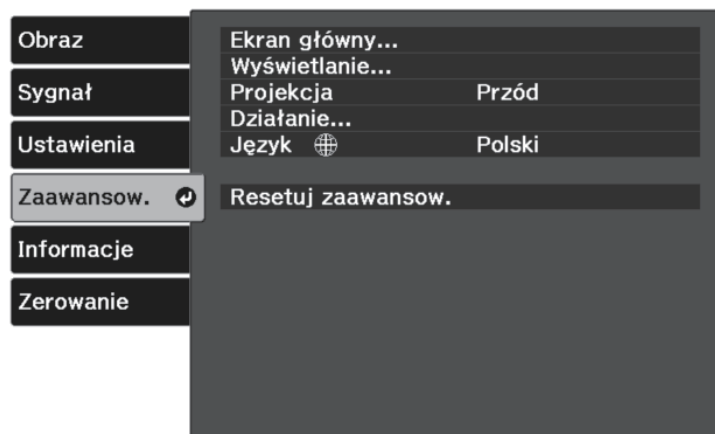 Obraz
Sygnał
Ustawienia
Zaawansow.
Informacje
Zerowanie
Ekran główny...
Wyświetlanie...
Projekcja Przód
Działanie...
Język Polski
Resetuj zaawansow.